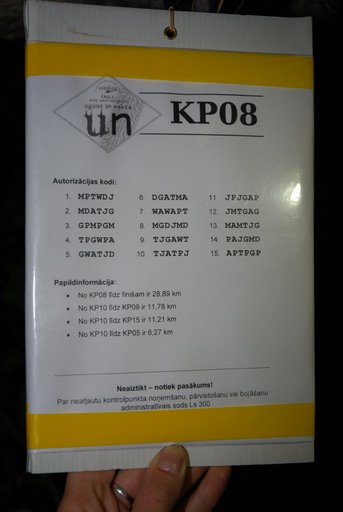 un
KP08
Autorizācijas kodi:
1. MPTWDJ 6. DGATMA 11. JPJGAP
2. MDATJG 7. WAWAPT 12. JMTGAG
3. GPMPGM 8. MGDJMD 13. MAMTJG
4. TPGWPA 9. TJGAWT 14. PAJGMD
5. GWATJD 10. TJATPJ 15. APTPGP
Papildinformācija:
• No KP08 līdz finišam ir 28,89 km
• No KP10 līdz KP09 ir 11,78 km
• No KP10 līdz KP15 ir 11,21 km
• No KP10 līdz KP05 ir 6,27 km
Neaiztikt – notiek pasākums!
Par neatļautu kontrolpunkta noņemšanu, pārvietošanu vai bojāšanu
administratīvais sods Ls 300